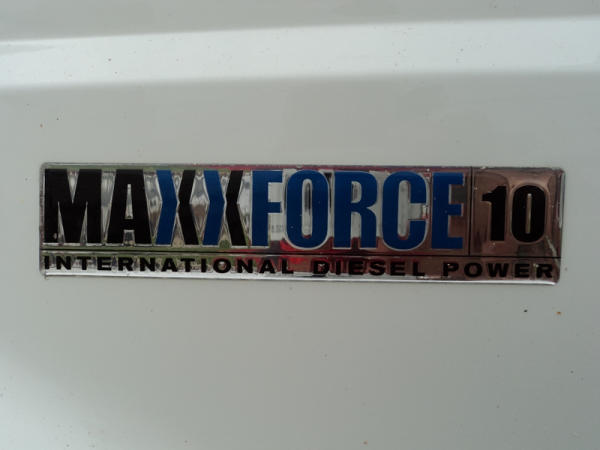 MAXXFORCE 10
INTERNATIONAL DIESEL POWER